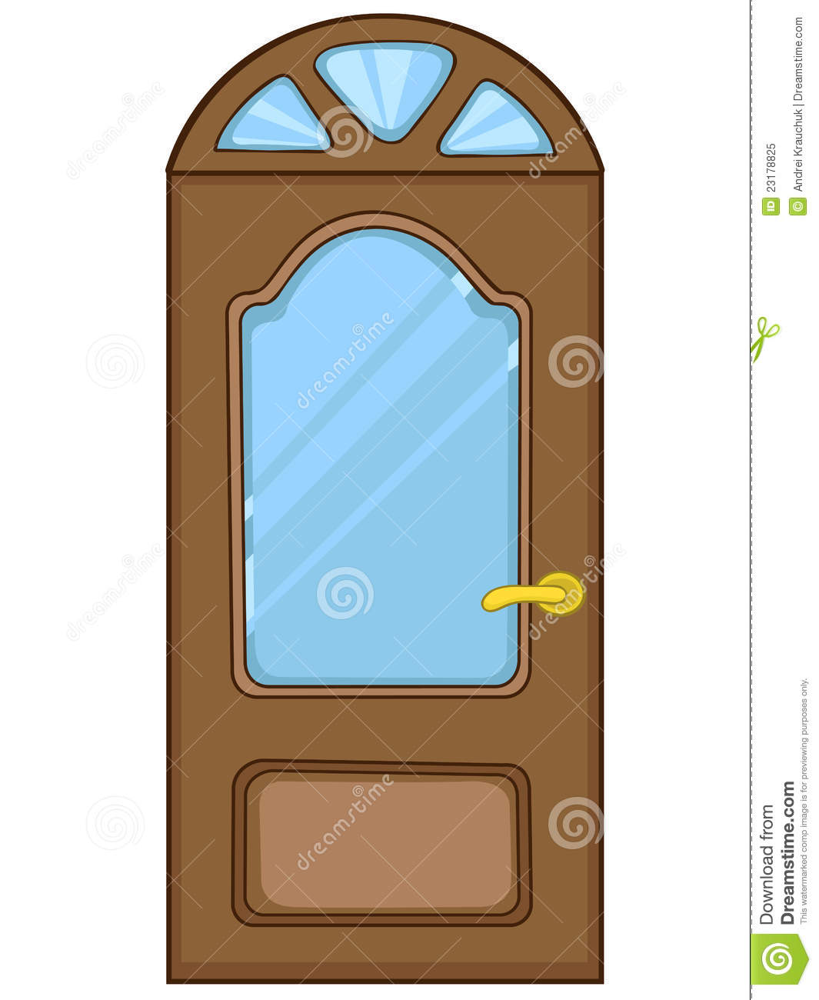 dreamstime
dreamstime
dreamstime
dreamstime
dreamstime
dreamstime
dreamstime
ID 23178825
© Andrei Krauchuk | Dreamstime.com
Download from
Dreamstime.com
This watermarked comp image is for previewing purposes only.